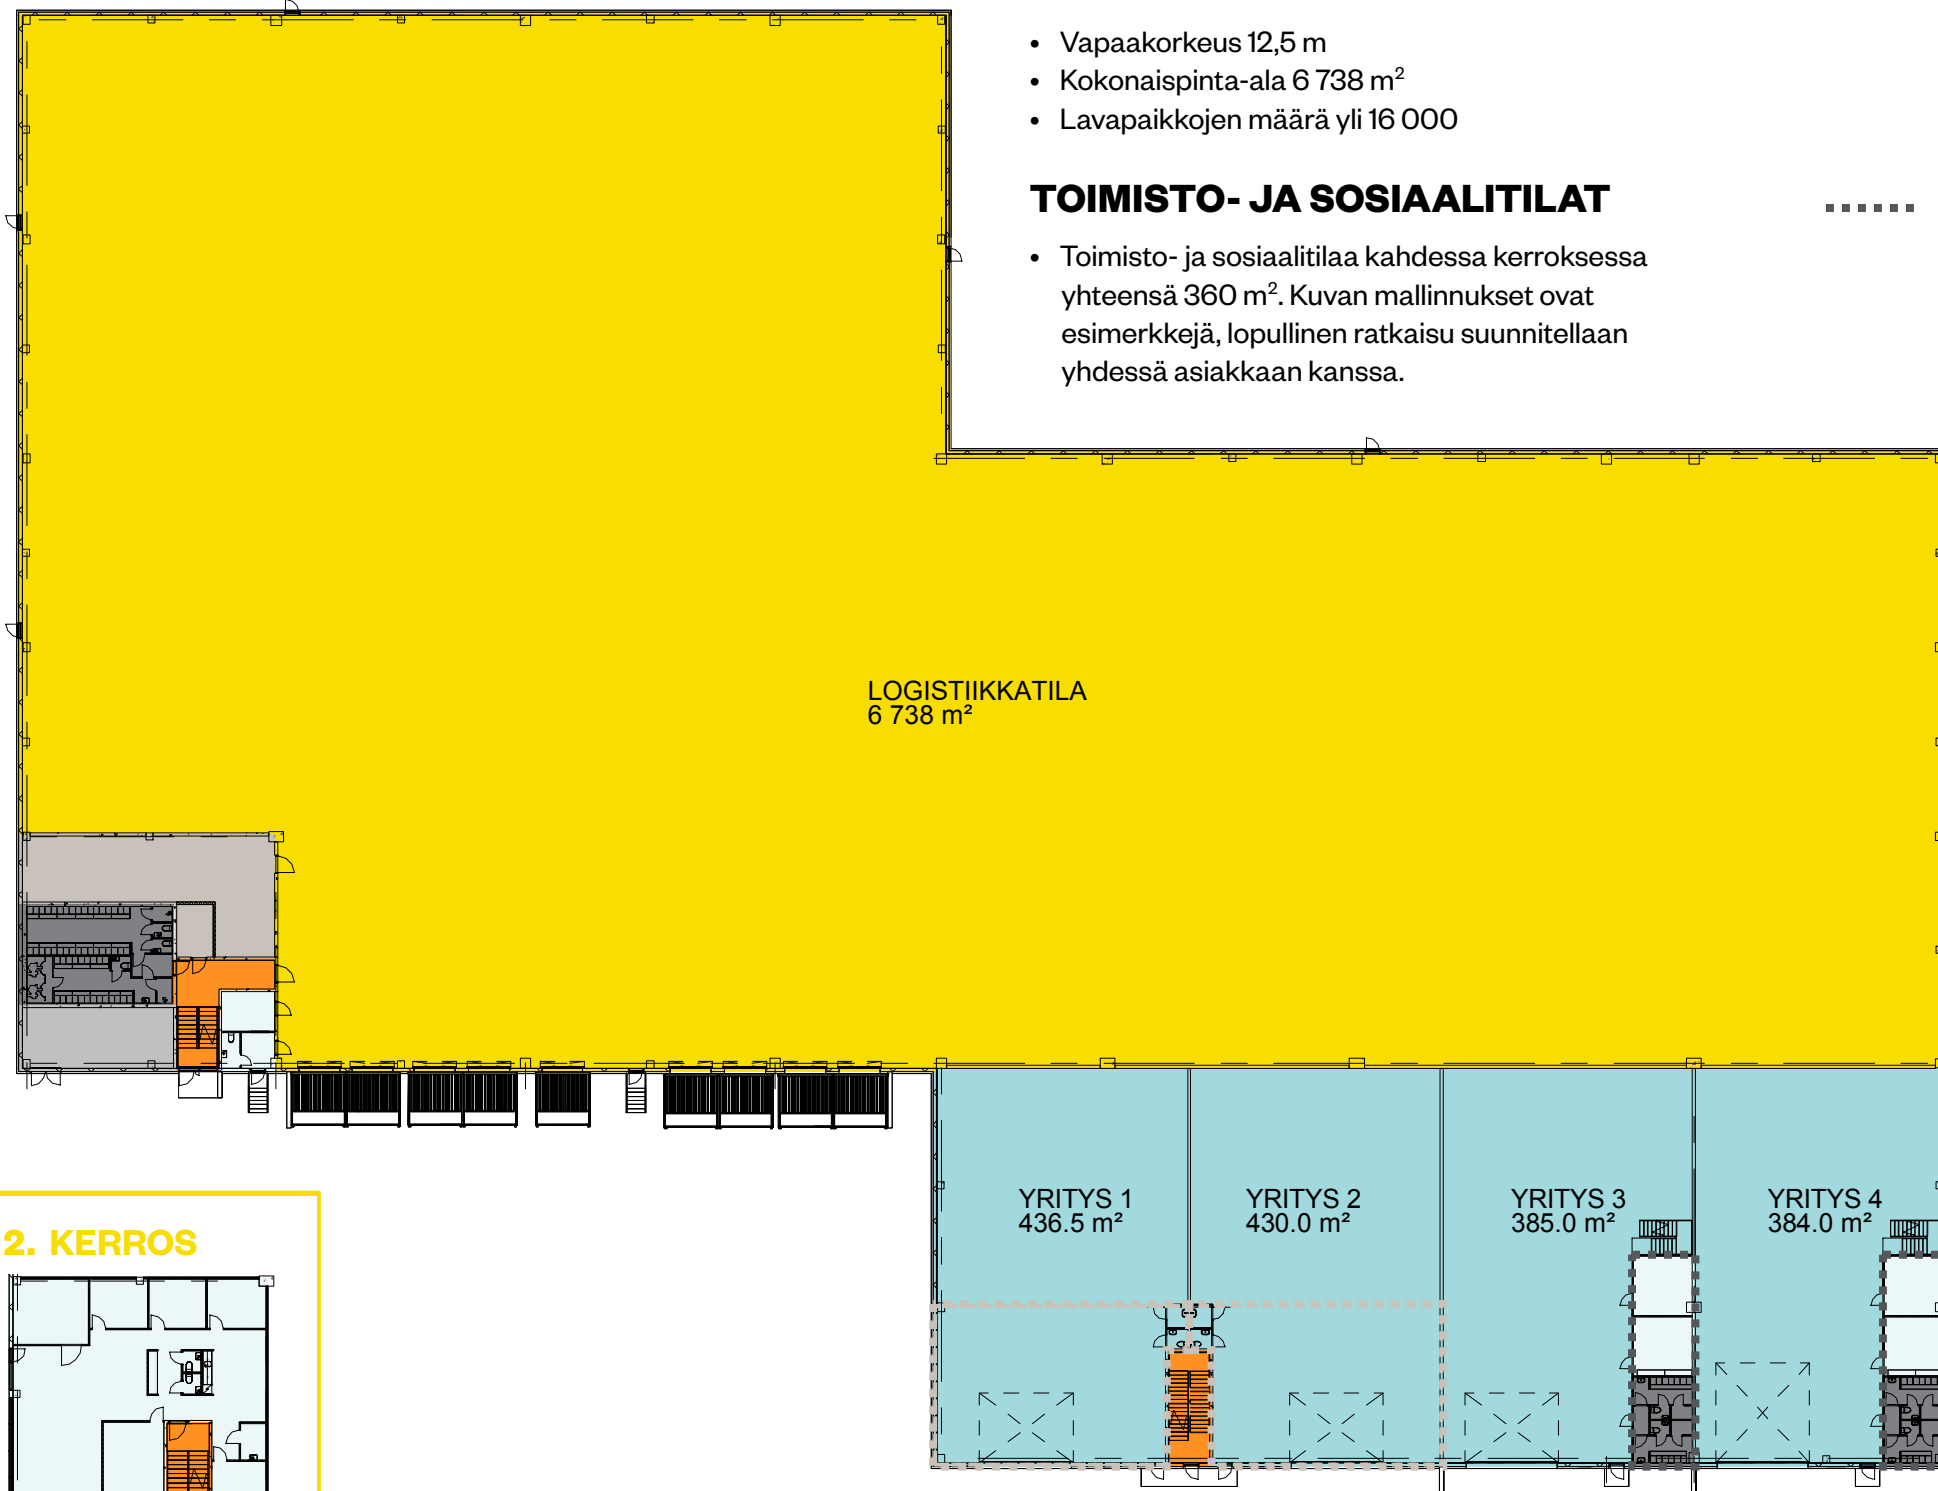 • Vapaakorkeus 12,5 m
• Kokonaispinta-ala 6 738 m²
• Lavapaikkojen määrä yli 16 000
TOIMISTO- JA SOSIAALITILAT
• Toimisto- ja sosiaalitilaa kahdessa kerroksessa
yhteensä 360 m². Kuvan mallinnukset ovat
esimerkkejä, lopullinen ratkaisu suunnitellaan
yhdessä asiakkaan kanssa.
LOGISTIIKKATILA
6 738 m²
YRITYS 1
436.5 m²
YRITYS 2
430.0 m²
YRITYS 3
385.0 m²
YRITYS 4
384.0 m²
2. KERROS